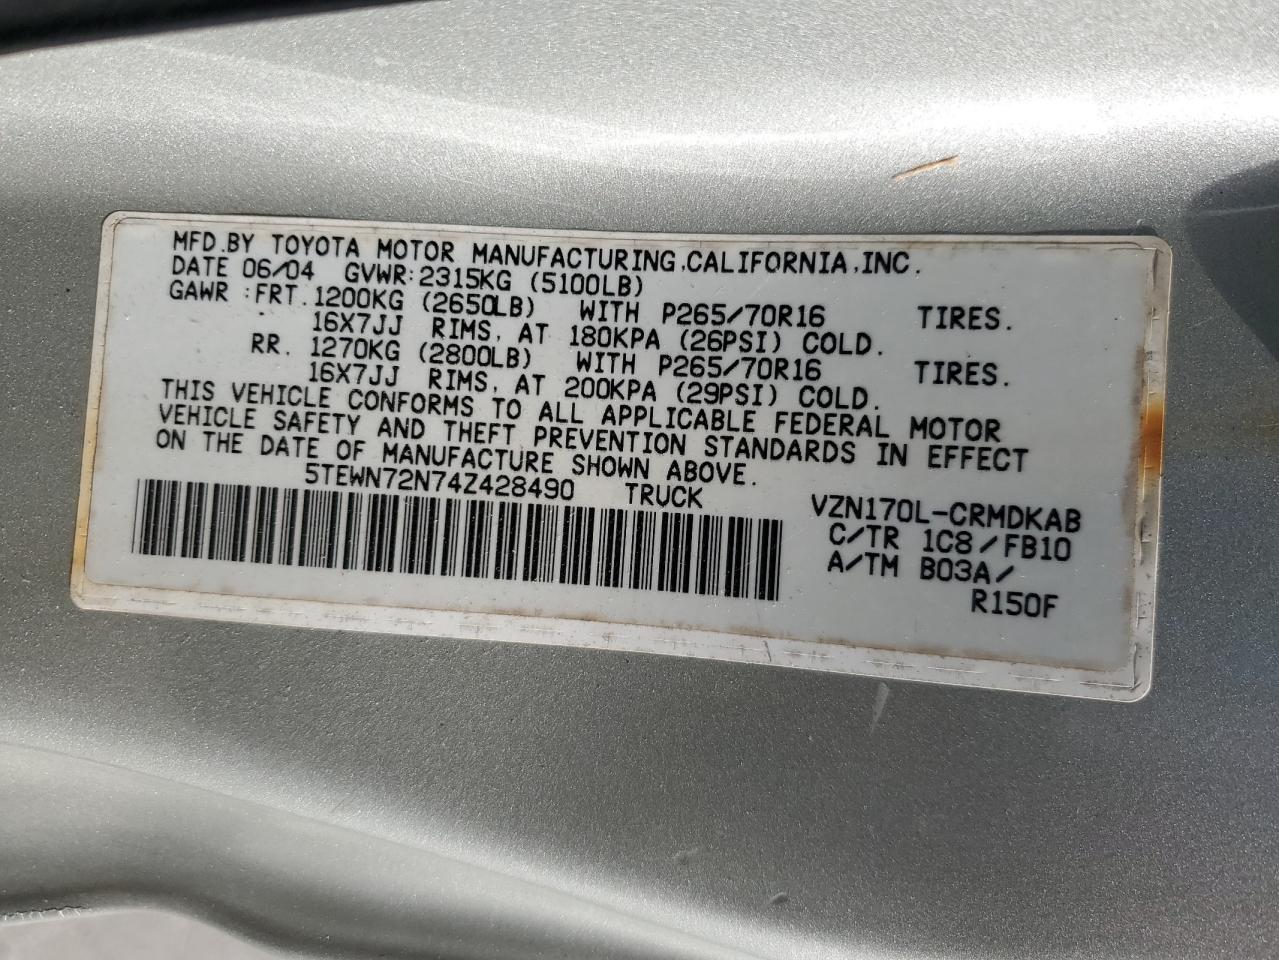 MFD.BY TOYOTA MOTOR MANUFACTURING,CALIFORNIA,INC.
DATE 06/04 GVWR:2315KG (5100LB)
GAWR :FRT.1200KG (2650LB) WITH P265/70R16 TIRES.
16X7JJ RIMS, AT 180KPA (26PSI) COLD.
RR. 1270KG (2800LB) WITH P265/70R16 TIRES.
16X7JJ RIMS, AT 200KPA (29PSI) COLD.
THIS VEHICLE CONFORMS TO ALL APPLICABLE FEDERAL MOTOR
VEHICLE SAFETY AND THEFT PREVENTION STANDARDS IN EFFECT
ON THE DATE OF MANUFACTURE SHOWN ABOVE.
5TEWN72N74Z428490 TRUCK VZN170L-CRMDKAB
C/TR 1C8/FB10
A/TM B03A/
R150F